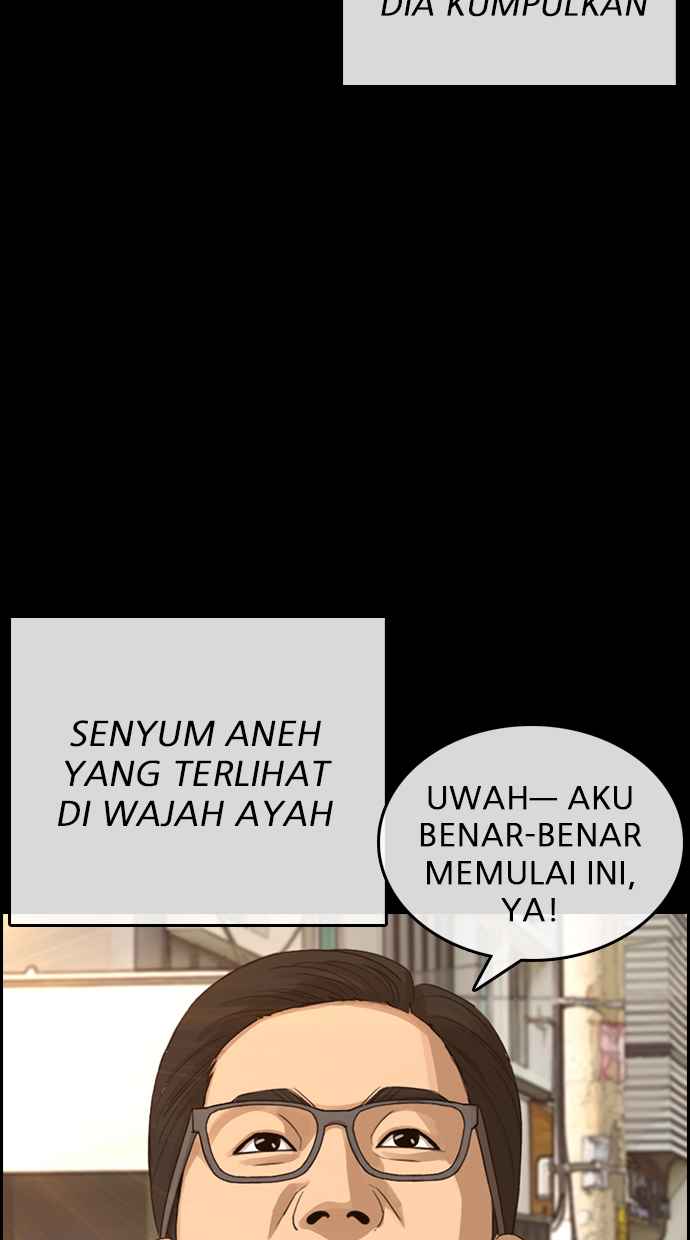 DIA KUMPULKAN
SENYUM ANEH
YANG TERLIHAT
DI WAJAH AYAH
UWAH— AKU
BENAR-BENAR
MEMULAI INI,
YA!